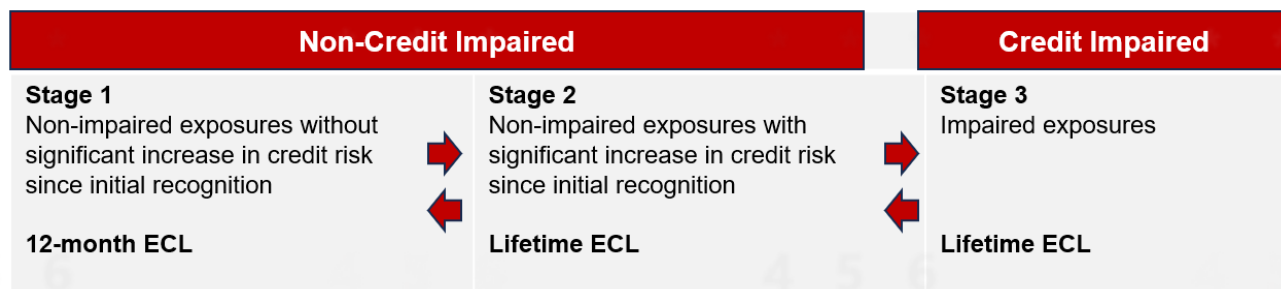 Non-Credit Impaired
Credit Impaired
Stage 1
Non-impaired exposures without
significant increase in credit risk
since initial recognition
12-month ECL
Stage 2
Non-impaired exposures with
significant increase in credit risk
since initial recognition
Lifetime ECL
Stage 3
Impaired exposures
Lifetime ECL